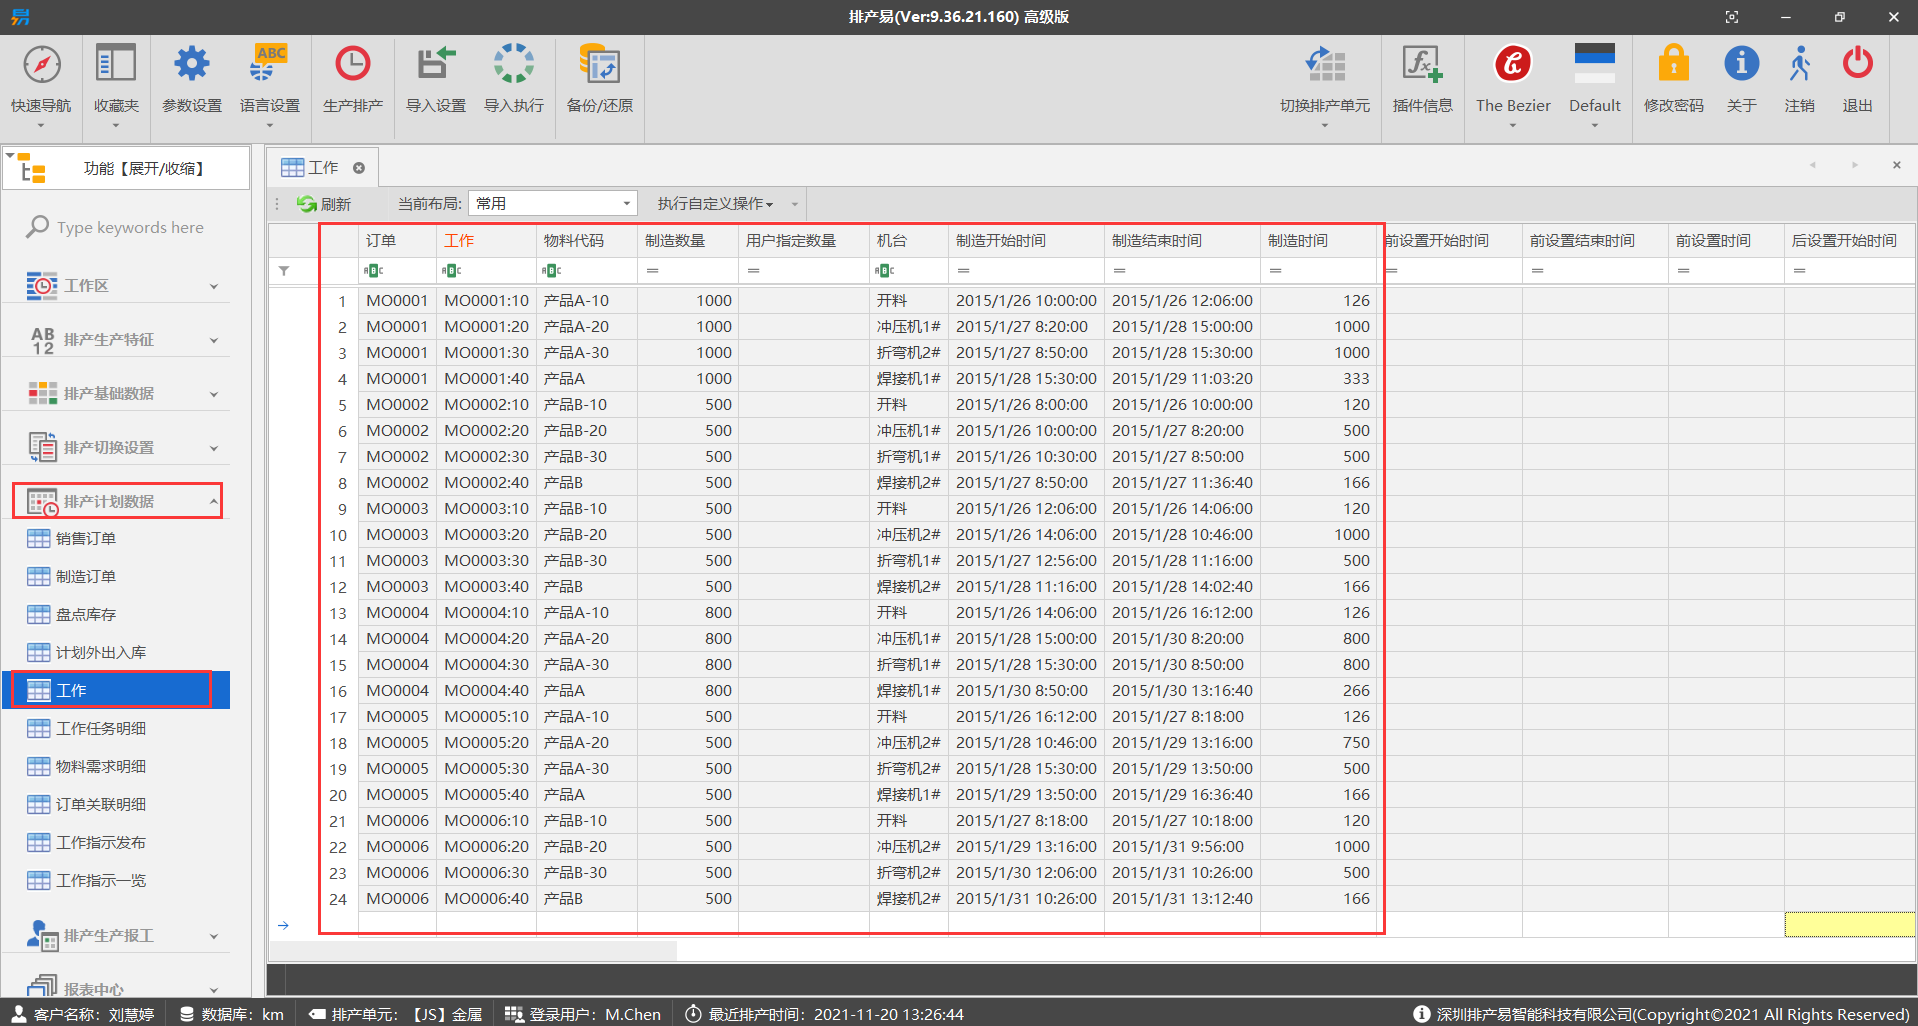 排产易(Ver:9.36.21.160) 高级版
快速导航 收藏夹 参数设置 ABC 语言设置 生产排产 导入设置 导入执行 备份/还原 切换排产单元 fx 插件信息 The Bezier Default 修改密码 关于 注销 退出
功能【展开/收缩】
Type keywords here
工作区
AB 12 排产生产特征
排产基础数据
排产切换设置
排产计划数据
销售订单
制造订单
盘点库存
计划外出入库
工作
工作任务明细
物料需求明细
订单关联明细
工作指示发布
工作指示一览
排产生产报工
报表中心
工作
刷新 当前布局: 常用 执行自定义操作
订单 工作 物料代码 制造数量 用户指定数量 机台 制造开始时间 制造结束时间 制造时间 前设置开始时间 前设置结束时间 前设置时间 后设置开始时间
ABC ABC ABC = = ABC = = = = = = =
1 MO0001 MO0001:10 产品A-10 1000 开料 2015/1/26 10:00:00 2015/1/26 12:06:00 126
2 MO0001 MO0001:20 产品A-20 1000 冲压机1# 2015/1/27 8:20:00 2015/1/28 15:00:00 1000
3 MO0001 MO0001:30 产品A-30 1000 折弯机2# 2015/1/27 8:50:00 2015/1/28 15:30:00 1000
4 MO0001 MO0001:40 产品A 1000 焊接机1# 2015/1/28 15:30:00 2015/1/29 11:03:20 333
5 MO0002 MO0002:10 产品B-10 500 开料 2015/1/26 8:00:00 2015/1/26 10:00:00 120
6 MO0002 MO0002:20 产品B-20 500 冲压机1# 2015/1/26 10:00:00 2015/1/27 8:20:00 500
7 MO0002 MO0002:30 产品B-30 500 折弯机1# 2015/1/26 10:30:00 2015/1/27 8:50:00 500
8 MO0002 MO0002:40 产品B 500 焊接机2# 2015/1/27 8:50:00 2015/1/27 11:36:40 166
9 MO0003 MO0003:10 产品B-10 500 开料 2015/1/26 12:06:00 2015/1/26 14:06:00 120
10 MO0003 MO0003:20 产品B-20 500 冲压机2# 2015/1/26 14:06:00 2015/1/28 10:46:00 1000
11 MO0003 MO0003:30 产品B-30 500 折弯机1# 2015/1/27 12:56:00 2015/1/28 11:16:00 500
12 MO0003 MO0003:40 产品B 500 焊接机2# 2015/1/28 11:16:00 2015/1/28 14:02:40 166
13 MO0004 MO0004:10 产品A-10 800 开料 2015/1/26 14:06:00 2015/1/26 16:12:00 126
14 MO0004 MO0004:20 产品A-20 800 冲压机1# 2015/1/28 15:00:00 2015/1/30 8:20:00 800
15 MO0004 MO0004:30 产品A-30 800 折弯机1# 2015/1/28 15:30:00 2015/1/30 8:50:00 800
16 MO0004 MO0004:40 产品A 800 焊接机1# 2015/1/30 8:50:00 2015/1/30 13:16:40 266
17 MO0005 MO0005:10 产品A-10 500 开料 2015/1/26 16:12:00 2015/1/27 8:18:00 126
18 MO0005 MO0005:20 产品A-20 500 冲压机2# 2015/1/28 10:46:00 2015/1/29 13:16:00 750
19 MO0005 MO0005:30 产品A-30 500 折弯机2# 2015/1/28 15:30:00 2015/1/29 13:50:00 500
20 MO0005 MO0005:40 产品A 500 焊接机1# 2015/1/29 13:50:00 2015/1/29 16:36:40 166
21 MO0006 MO0006:10 产品B-10 500 开料 2015/1/27 8:18:00 2015/1/27 10:18:00 120
22 MO0006 MO0006:20 产品B-20 500 冲压机2# 2015/1/29 13:16:00 2015/1/31 9:56:00 1000
23 MO0006 MO0006:30 产品B-30 500 折弯机2# 2015/1/30 12:06:00 2015/1/31 10:26:00 500
24 MO0006 MO0006:40 产品B 500 焊接机2# 2015/1/31 10:26:00 2015/1/31 13:12:40 166
客户名称: 刘慧婷 数据库: km 排产单元: 【JS】金属 登录用户: M.Chen 最近排产时间: 2021-11-20 13:26:44 深圳排产易智能科技有限公司(Copyright©2021 All Rights Reserved)